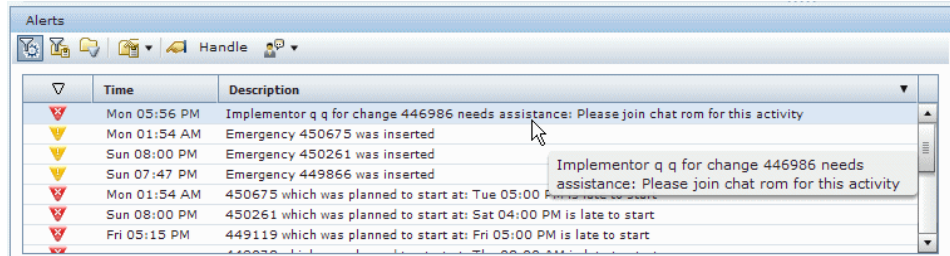 Alerts
Handle
Time Description
Mon 05:56 PM Implementor q q for change 446986 needs assistance: Please join chat rom for this activity
Mon 01:54 AM Emergency 450675 was inserted
Sun 08:00 PM Emergency 450261 was inserted
Sun 07:47 PM Emergency 449866 was inserted
Implementor q q for change 446986 needs
assistance: Please join chat rom for this activity
Mon 01:54 AM 450675 which was planned to start at: Tue 05:00 PM is late to start
Sun 08:00 PM 450261 which was planned to start at: Sat 04:00 PM is late to start
Fri 05:15 PM 449119 which was planned to start at: Fri 05:00 PM is late to start